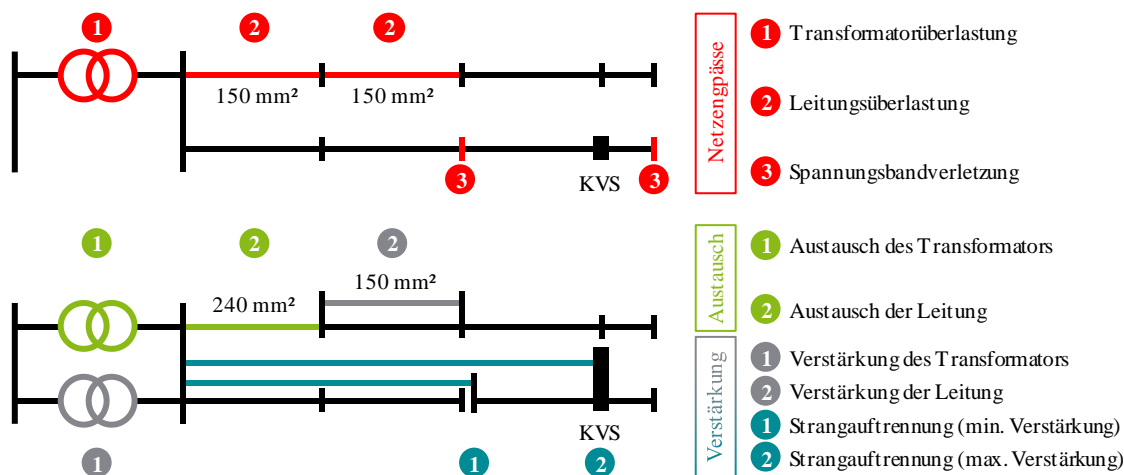 1
2
2
150 mm²
150 mm²
3
KVS
3
Netzengpässe
1 Transformatorüberlastung
2 Leitungsüberlastung
3 Spannungsbandverletzung
1
2
2
240 mm²
150 mm²
KVS
1
1
2
Austausch
1 Austausch des Transformators
2 Austausch der Leitung
Verstärkung
1 Verstärkung des Transformators
2 Verstärkung der Leitung
1 Strangauftrennung (min. Verstärkung)
2 Strangauftrennung (max. Verstärkung)